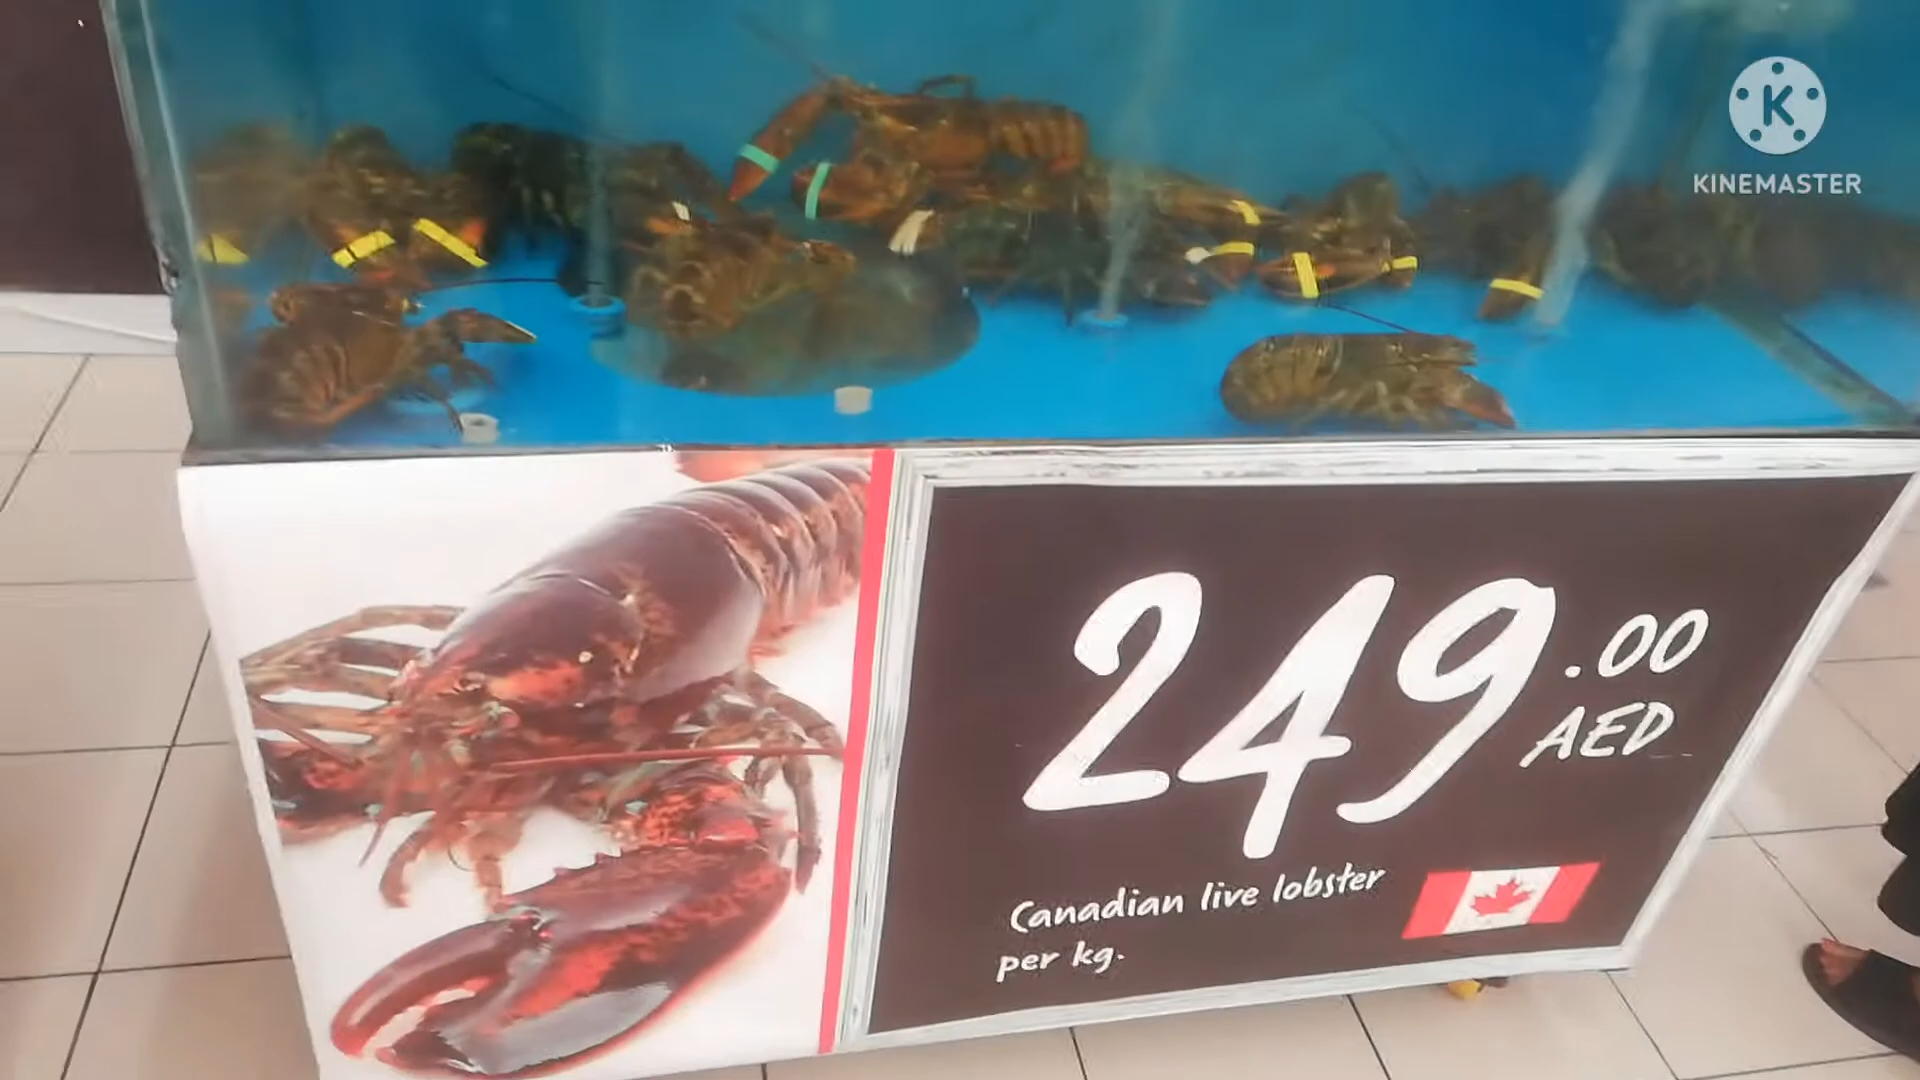 K
KINEMASTER
249.00
AED
Canadian live lobster
per kg.